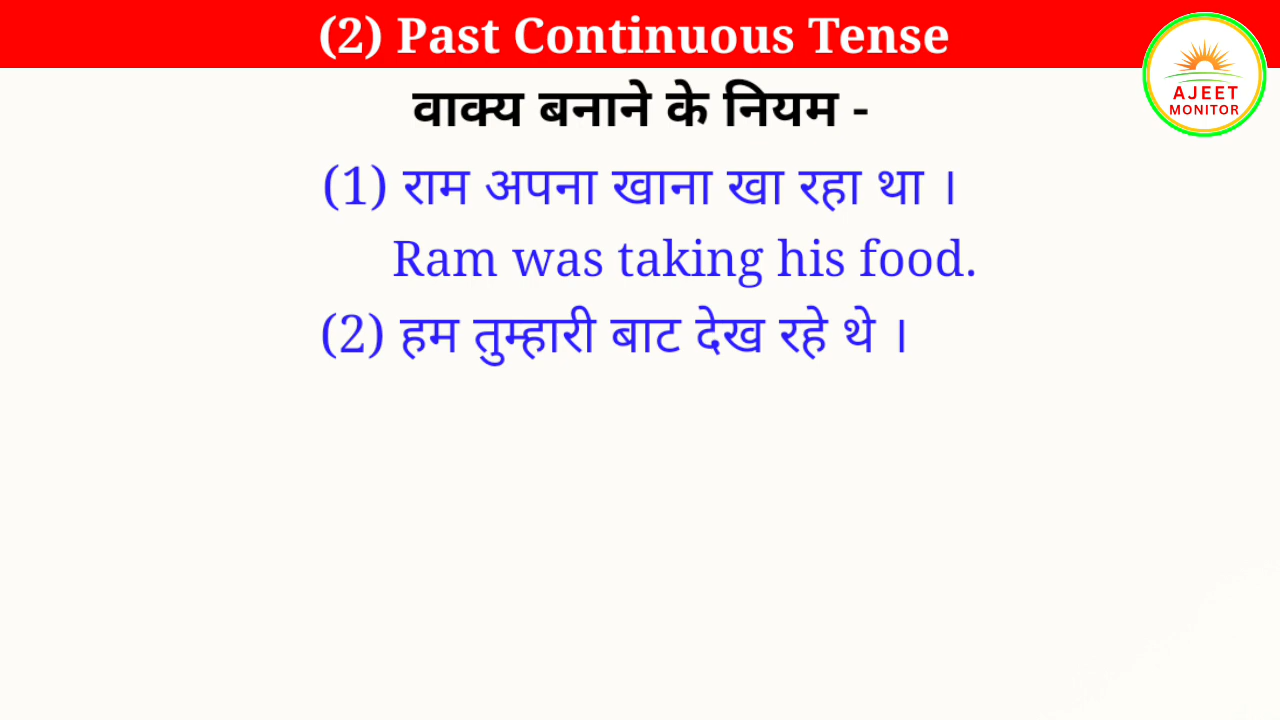 (2) Past Continuous Tense
AJEET
MONITOR
वाक्य बनाने के नियम -
(1) राम अपना खाना खा रहा था ।
Ram was taking his food.
(2) हम तुम्हारी बाट देख रहे थे ।